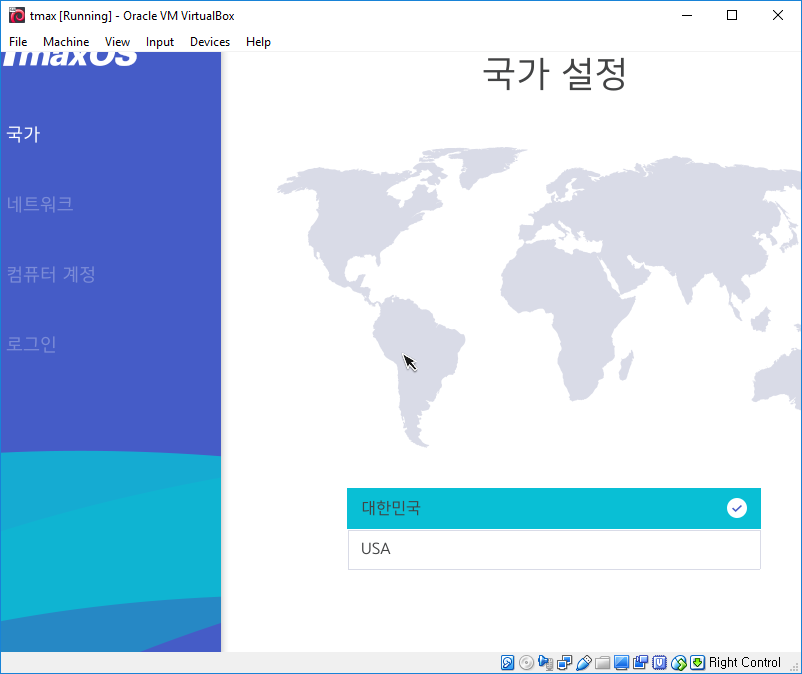 tmax [Running] - Oracle VM VirtualBox
File Machine View Input Devices Help
TmaxOS
국가 설정
국가
네트워크
컴퓨터 계정
로그인
대한민국
USA
Right Control